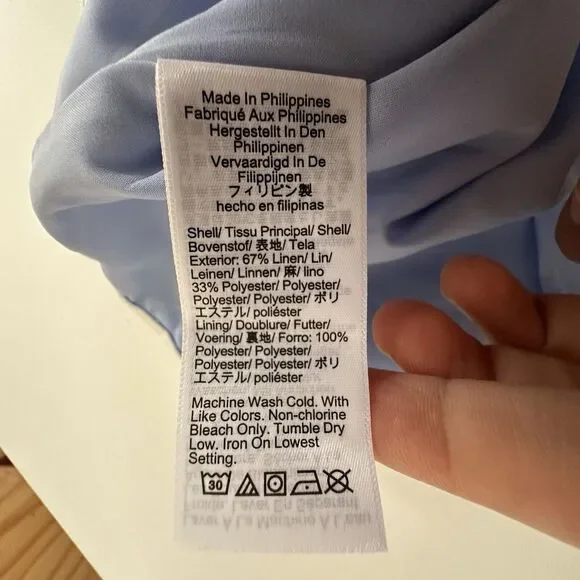 Made In Philippines
Fabriqué Aux Philippines
Hergestellt In Den
Philippinen
Vervaardigd In De
Filippijnen
フィリピン製
hecho en filipinas
Shell/ Tissu Principal/ Shell/
Bovenstof/ 表地/ Tela
Exterior: 67% Linen/ Lin/
Leinen/ Linnen/ 麻/ lino
33% Polyester/ Polyester/
Polyester/ Polyester/ ポリ
エステル/ poliéster
Lining/ Doublure/ Futter/
Voering/ 裏地/ Forro: 100%
Polyester/ Polyester/
Polyester/ Polyester/ ポリ
エステル/ poliéster
Machine Wash Cold. With
Like Colors. Non-chlorine
Bleach Only. Tumble Dry
Low. Iron On Lowest
Setting.
30